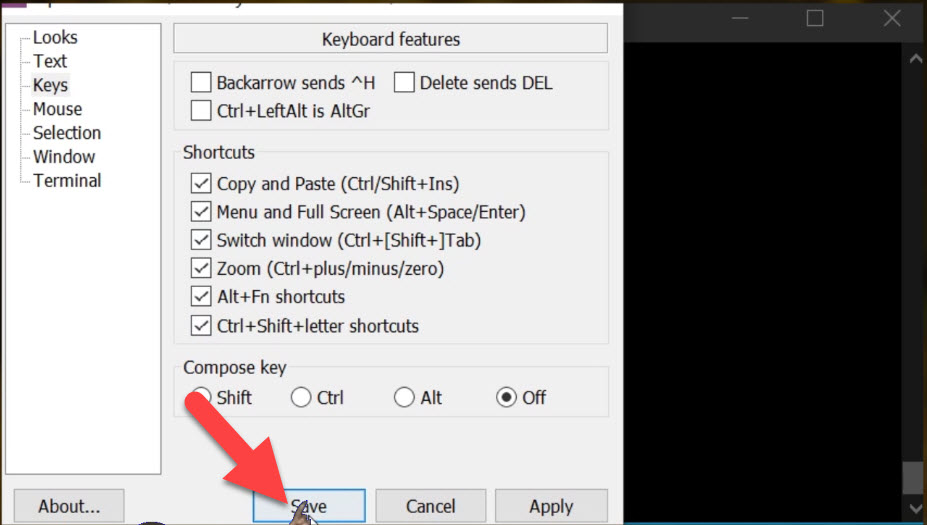 Looks
Text
Keys
Mouse
Selection
Window
Terminal
Keyboard features
Backarrow sends ^H Delete sends DEL
Ctrl+LeftAlt is AltGr
Shortcuts
Copy and Paste (Ctrl/Shift+Ins)
Menu and Full Screen (Alt+Space/Enter)
Switch window (Ctrl+[Shift+]Tab)
Zoom (Ctrl+plus/minus/zero)
Alt+Fn shortcuts
Ctrl+Shift+letter shortcuts
Compose key
Shift Ctrl Alt Off
About... Save Cancel Apply